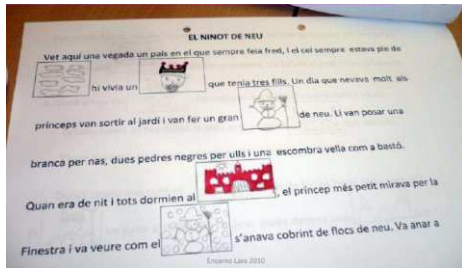 EL NINOT DE NEU
Vet aquí una vegada un país en el que sempre feia fred, i el cel sempre estava ple de
hi vivia un que tenia tres fills. Un dia que nevava molt els
prínceps van sortir al jardí i van fer un gran de neu. Li van posar una
branca per nas, dues pedres negres per ulls i una escombra vella com a bastó.
Quan era de nit i tots dormien al , el príncep més petit mirava per la
Finestra i va veure com el s'anava cobrint de flocs de neu. Va anar a
Encarna Lara 2010